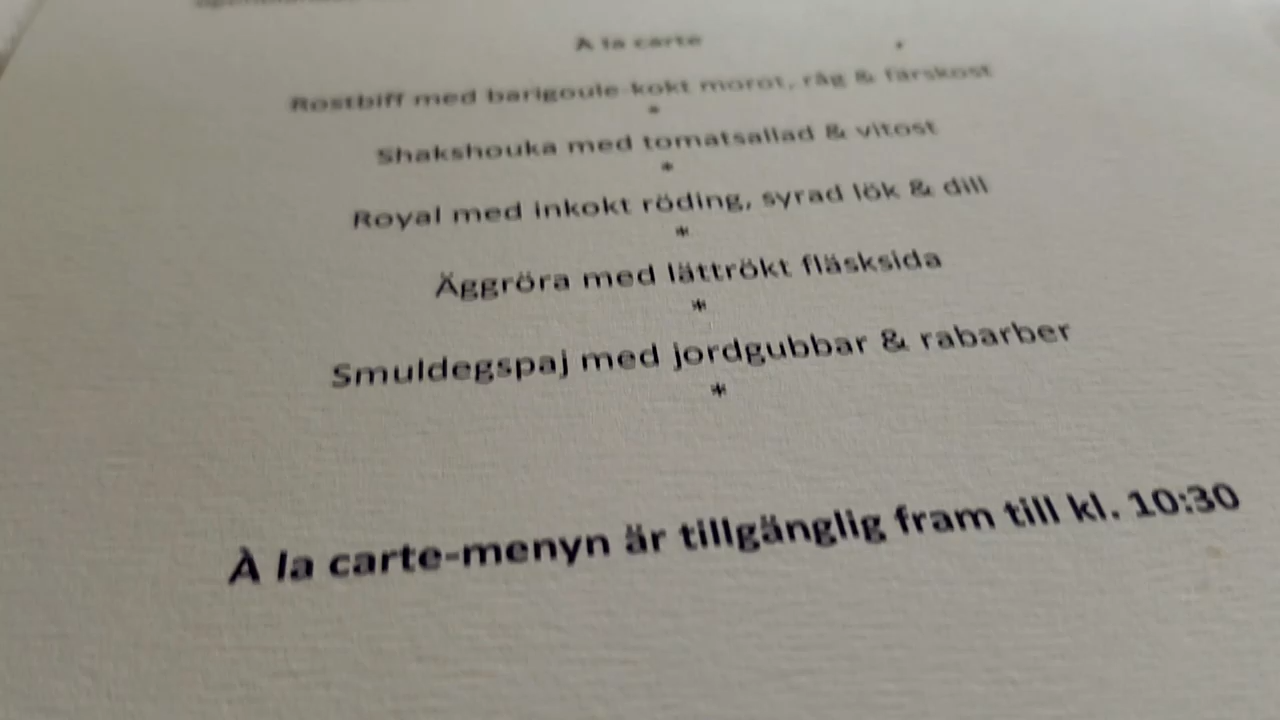 À la carte
*
Rostbiff med barigoule-kokt morot, råg & färskost
*
Shakshouka med tomatsallad & vitost
*
Royal med inkokt röding, syrad lök & dill
*
Äggröra med lättrökt fläsksida
*
Smuldegspaj med jordgubbar & rabarber
*
À la carte-menyn är tillgänglig fram till kl. 10:30